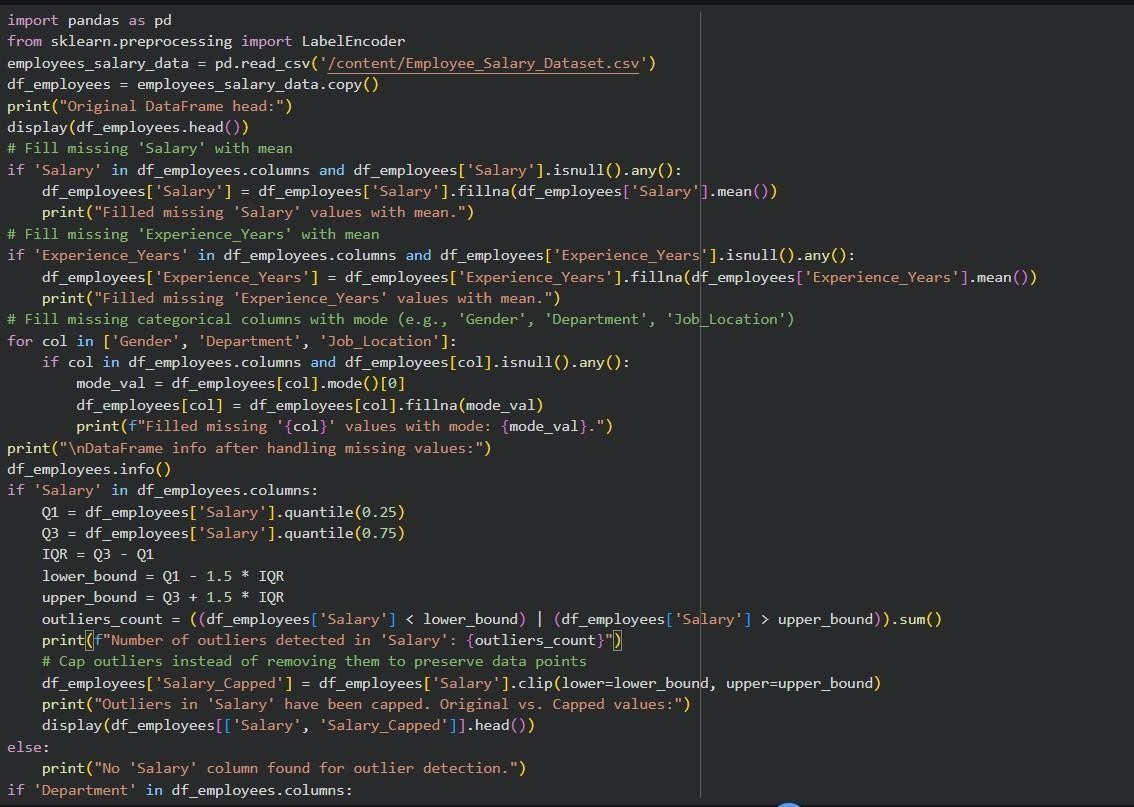 import pandas as pd
from sklearn.preprocessing import LabelEncoder
employees_salary_data = pd.read_csv('/content/Employee_Salary_Dataset.csv')
df_employees = employees_salary_data.copy()
print("Original DataFrame head:")
display(df_employees.head())
# Fill missing 'Salary' with mean
if 'Salary' in df_employees.columns and df_employees['Salary'].isnull().any():
    df_employees['Salary'] = df_employees['Salary'].fillna(df_employees['Salary'].mean())
    print("Filled missing 'Salary' values with mean.")
# Fill missing 'Experience_Years' with mean
if 'Experience_Years' in df_employees.columns and df_employees['Experience_Years'].isnull().any():
    df_employees['Experience_Years'] = df_employees['Experience_Years'].fillna(df_employees['Experience_Years'].mean())
    print("Filled missing 'Experience_Years' values with mean.")
# Fill missing categorical columns with mode (e.g., 'Gender', 'Department', 'Job_Location')
for col in ['Gender', 'Department', 'Job_Location']:
    if col in df_employees.columns and df_employees[col].isnull().any():
        mode_val = df_employees[col].mode()[0]
        df_employees[col] = df_employees[col].fillna(mode_val)
        print(f"Filled missing '{col}' values with mode: {mode_val}.")
print("\nDataFrame info after handling missing values:")
df_employees.info()
if 'Salary' in df_employees.columns:
    Q1 = df_employees['Salary'].quantile(0.25)
    Q3 = df_employees['Salary'].quantile(0.75)
    IQR = Q3 - Q1
    lower_bound = Q1 - 1.5 * IQR
    upper_bound = Q3 + 1.5 * IQR
    outliers_count = ((df_employees['Salary'] < lower_bound) | (df_employees['Salary'] > upper_bound)).sum()
    print(f"Number of outliers detected in 'Salary': {outliers_count}")
    # Cap outliers instead of removing them to preserve data points
    df_employees['Salary_Capped'] = df_employees['Salary'].clip(lower=lower_bound, upper=upper_bound)
    print("Outliers in 'Salary' have been capped. Original vs. Capped values:")
    display(df_employees[['Salary', 'Salary_Capped']].head())
else:
    print("No 'Salary' column found for outlier detection.")
if 'Department' in df_employees.columns: